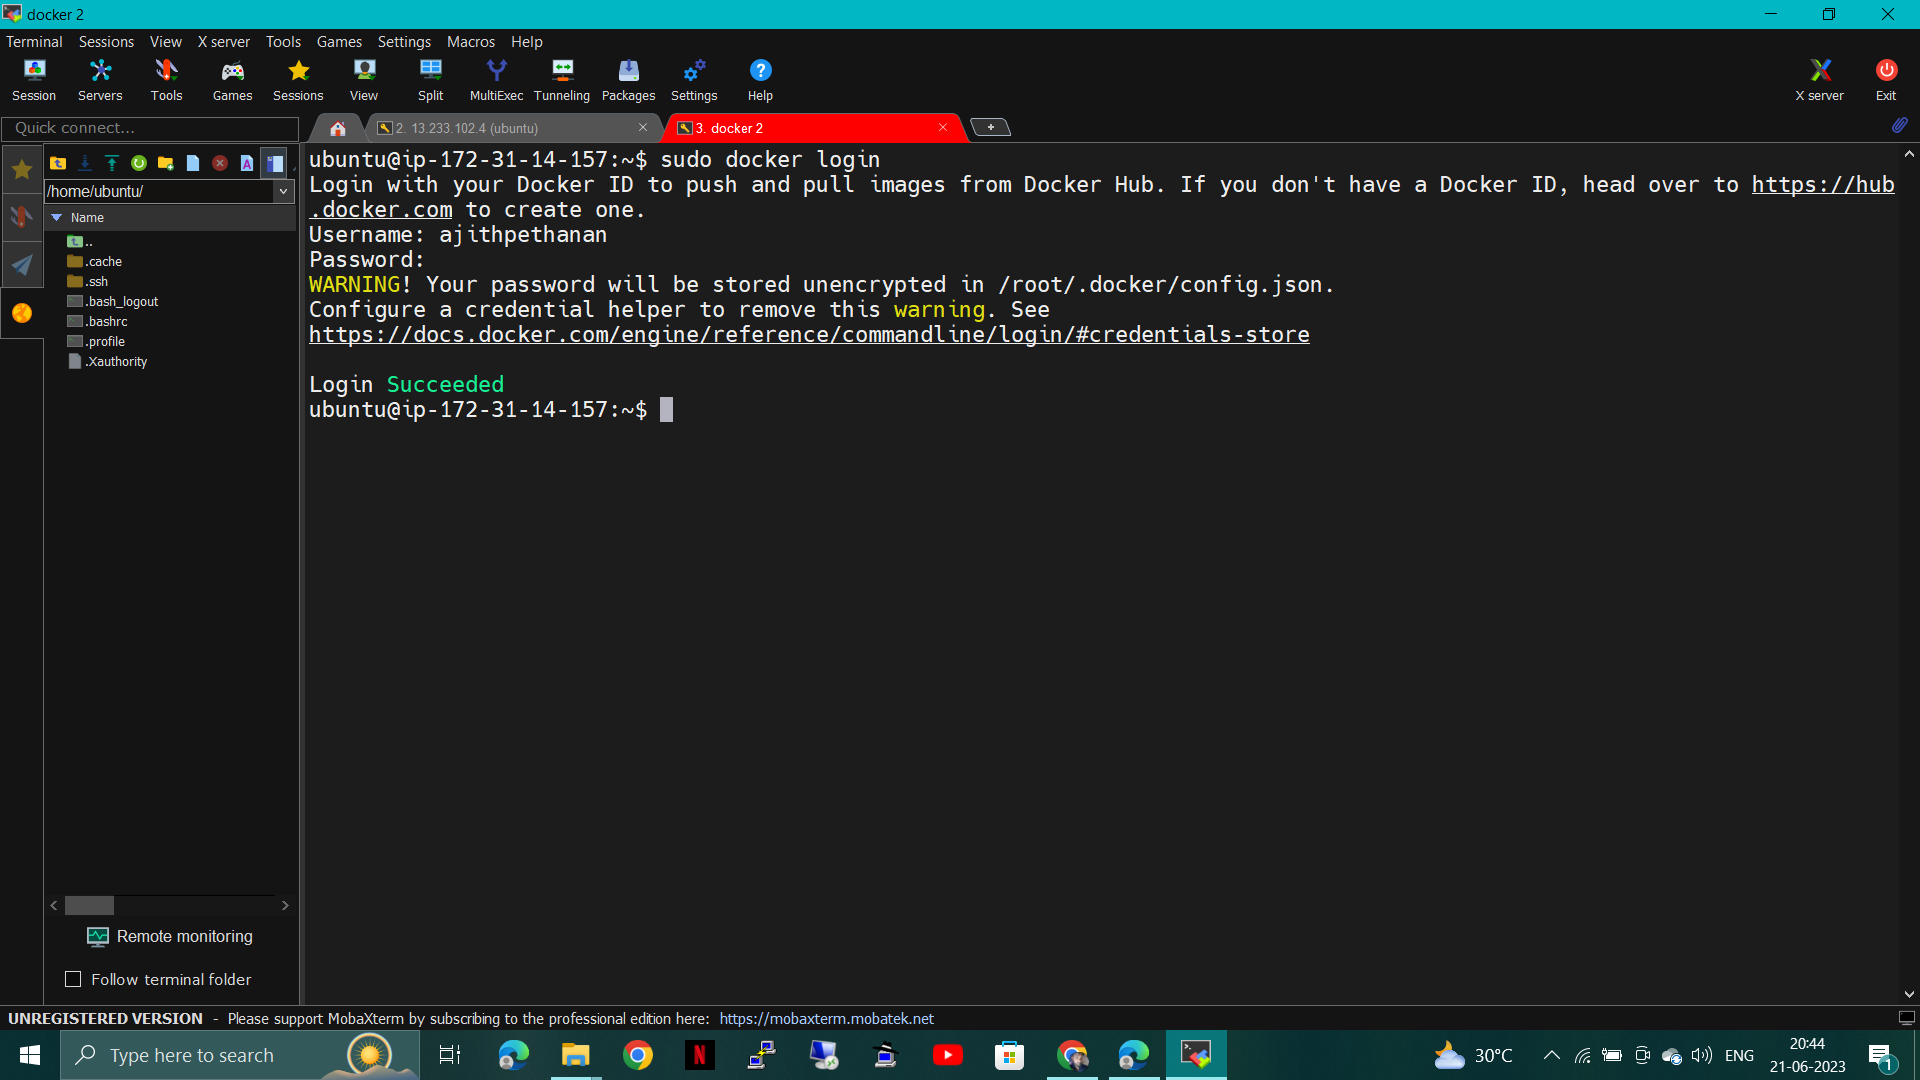 docker 2
Terminal Sessions View X server Tools Games Settings Macros Help
Session Servers Tools Games Sessions View Split MultiExec Tunneling Packages Settings Help X server Exit
Quick connect...
2. 13.233.102.4 (ubuntu)
3. docker 2
/home/ubuntu/
Name
..
.cache
.ssh
.bash_logout
.bashrc
.profile
.Xauthority
Remote monitoring
Follow terminal folder
ubuntu@ip-172-31-14-157:~$ sudo docker login
Login with your Docker ID to push and pull images from Docker Hub. If you don't have a Docker ID, head over to https://hub
.docker.com to create one.
Username: ajithpethanan
Password:
WARNING! Your password will be stored unencrypted in /root/.docker/config.json.
Configure a credential helper to remove this warning. See
https://docs.docker.com/engine/reference/commandline/login/#credentials-store
Login Succeeded
ubuntu@ip-172-31-14-157:~$
UNREGISTERED VERSION - Please support MobaXterm by subscribing to the professional edition here: https://mobaxterm.mobatek.net
Type here to search
30°C
ENG
20:44
21-06-2023
1